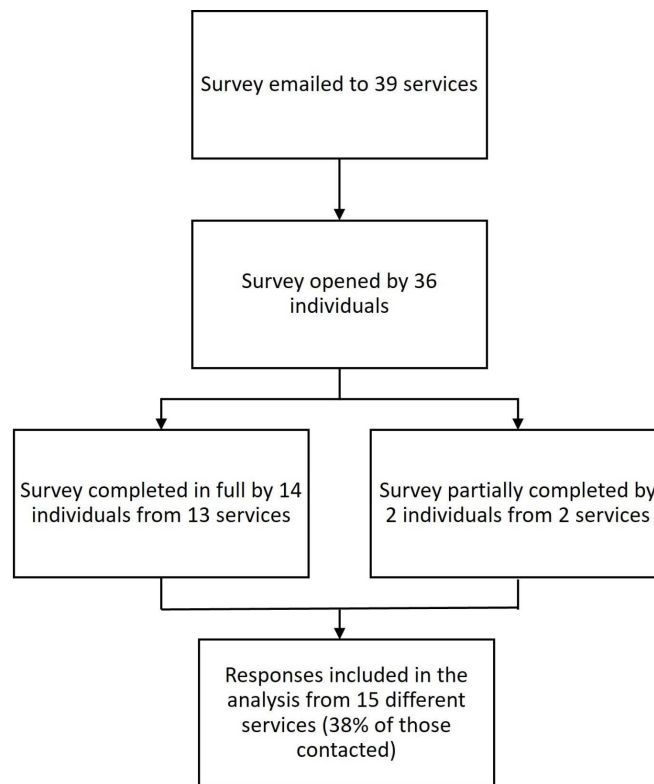 Survey emailed to 39 services
Survey opened by 36
individuals
Survey completed in full by 14
individuals from 13 services
Survey partially completed by
2 individuals from 2 services
Responses included in the
analysis from 15 different
services (38% of those
contacted)